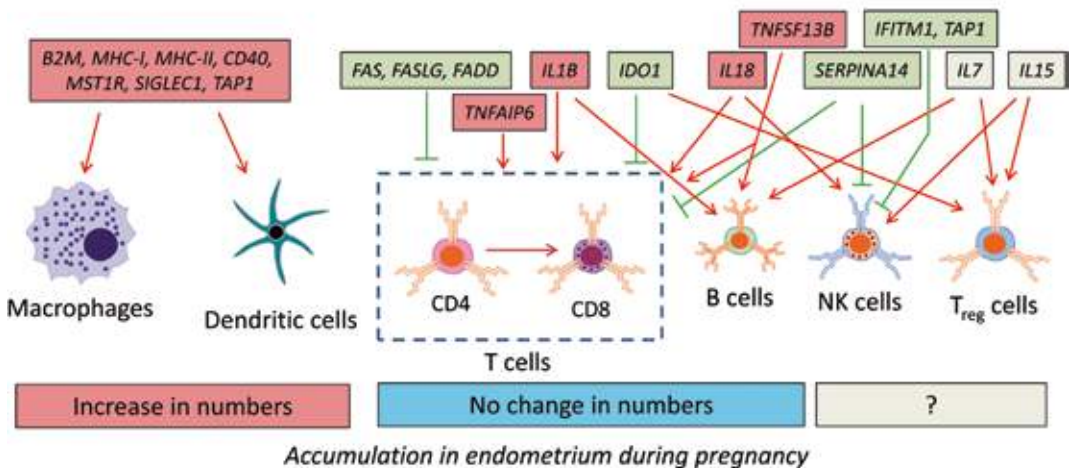 B2M, MHC-I, MHC-II, CD40,
MST1R, SIGLEC1, TAP1
FAS, FASLG, FADD
TNFAIP6
IL1B
IDO1
IL18
TNFSF13B
SERPINA14
IFITM1, TAP1
IL7
IL15
Macrophages
Dendritic cells
CD4
CD8
T cells
B cells
NK cells
Treg cells
Increase in numbers
No change in numbers
?
Accumulation in endometrium during pregnancy